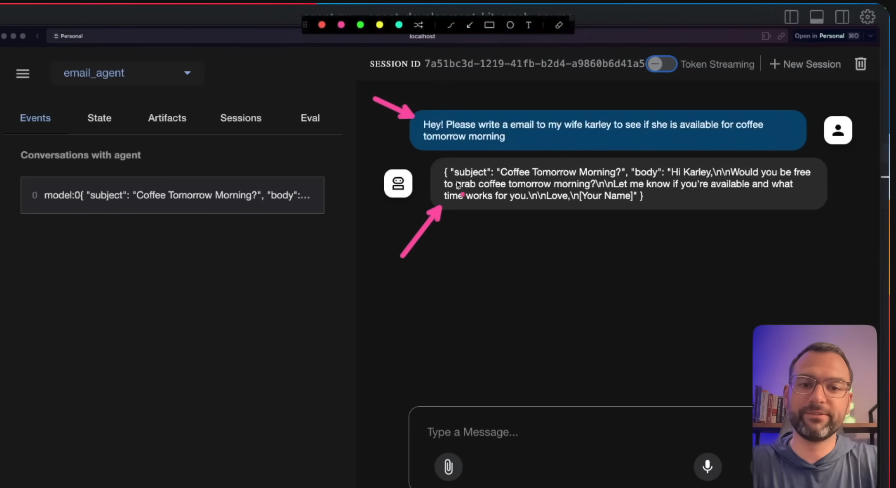 Personal
localhost
Open in Personal ⌘O
email_agent
SESSION ID 7a51bc3d-1219-41fb-b2d4-a9860b6d41a5
Token Streaming
+ New Session
Events State Artifacts Sessions Eval
Conversations with agent
0 model:0{ "subject": "Coffee Tomorrow Morning?", "body":...
Hey! Please write a email to my wife karley to see if she is available for coffee
tomorrow morning
{ "subject": "Coffee Tomorrow Morning?", "body": "Hi Karley,\n\nWould you be free
to grab coffee tomorrow morning?\n\nLet me know if you're available and what
time works for you.\n\nLove,\n[Your Name]" }
Type a Message...